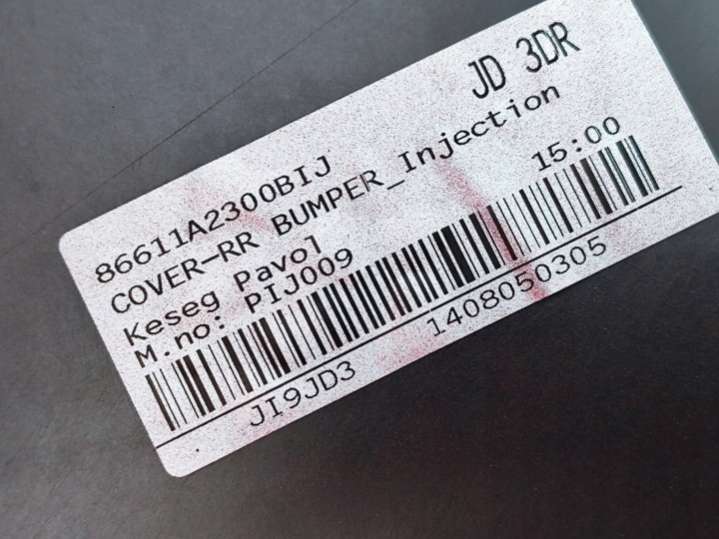 JD 3DR
86611A2300BIJ
COVER-RR BUMPER_Injection
Keseg Pavol
15:00
M.no: PIJ009
JI9JD3 1408050305